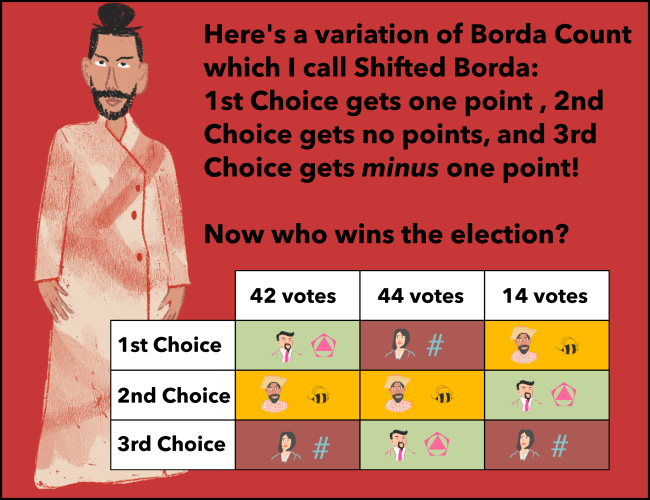 Here's a variation of Borda Count
which I call Shifted Borda:
1st Choice gets one point , 2nd
Choice gets no points, and 3rd
Choice gets minus one point!
Now who wins the election?
42 votes 44 votes 14 votes
1st Choice #
2nd Choice
3rd Choice # #